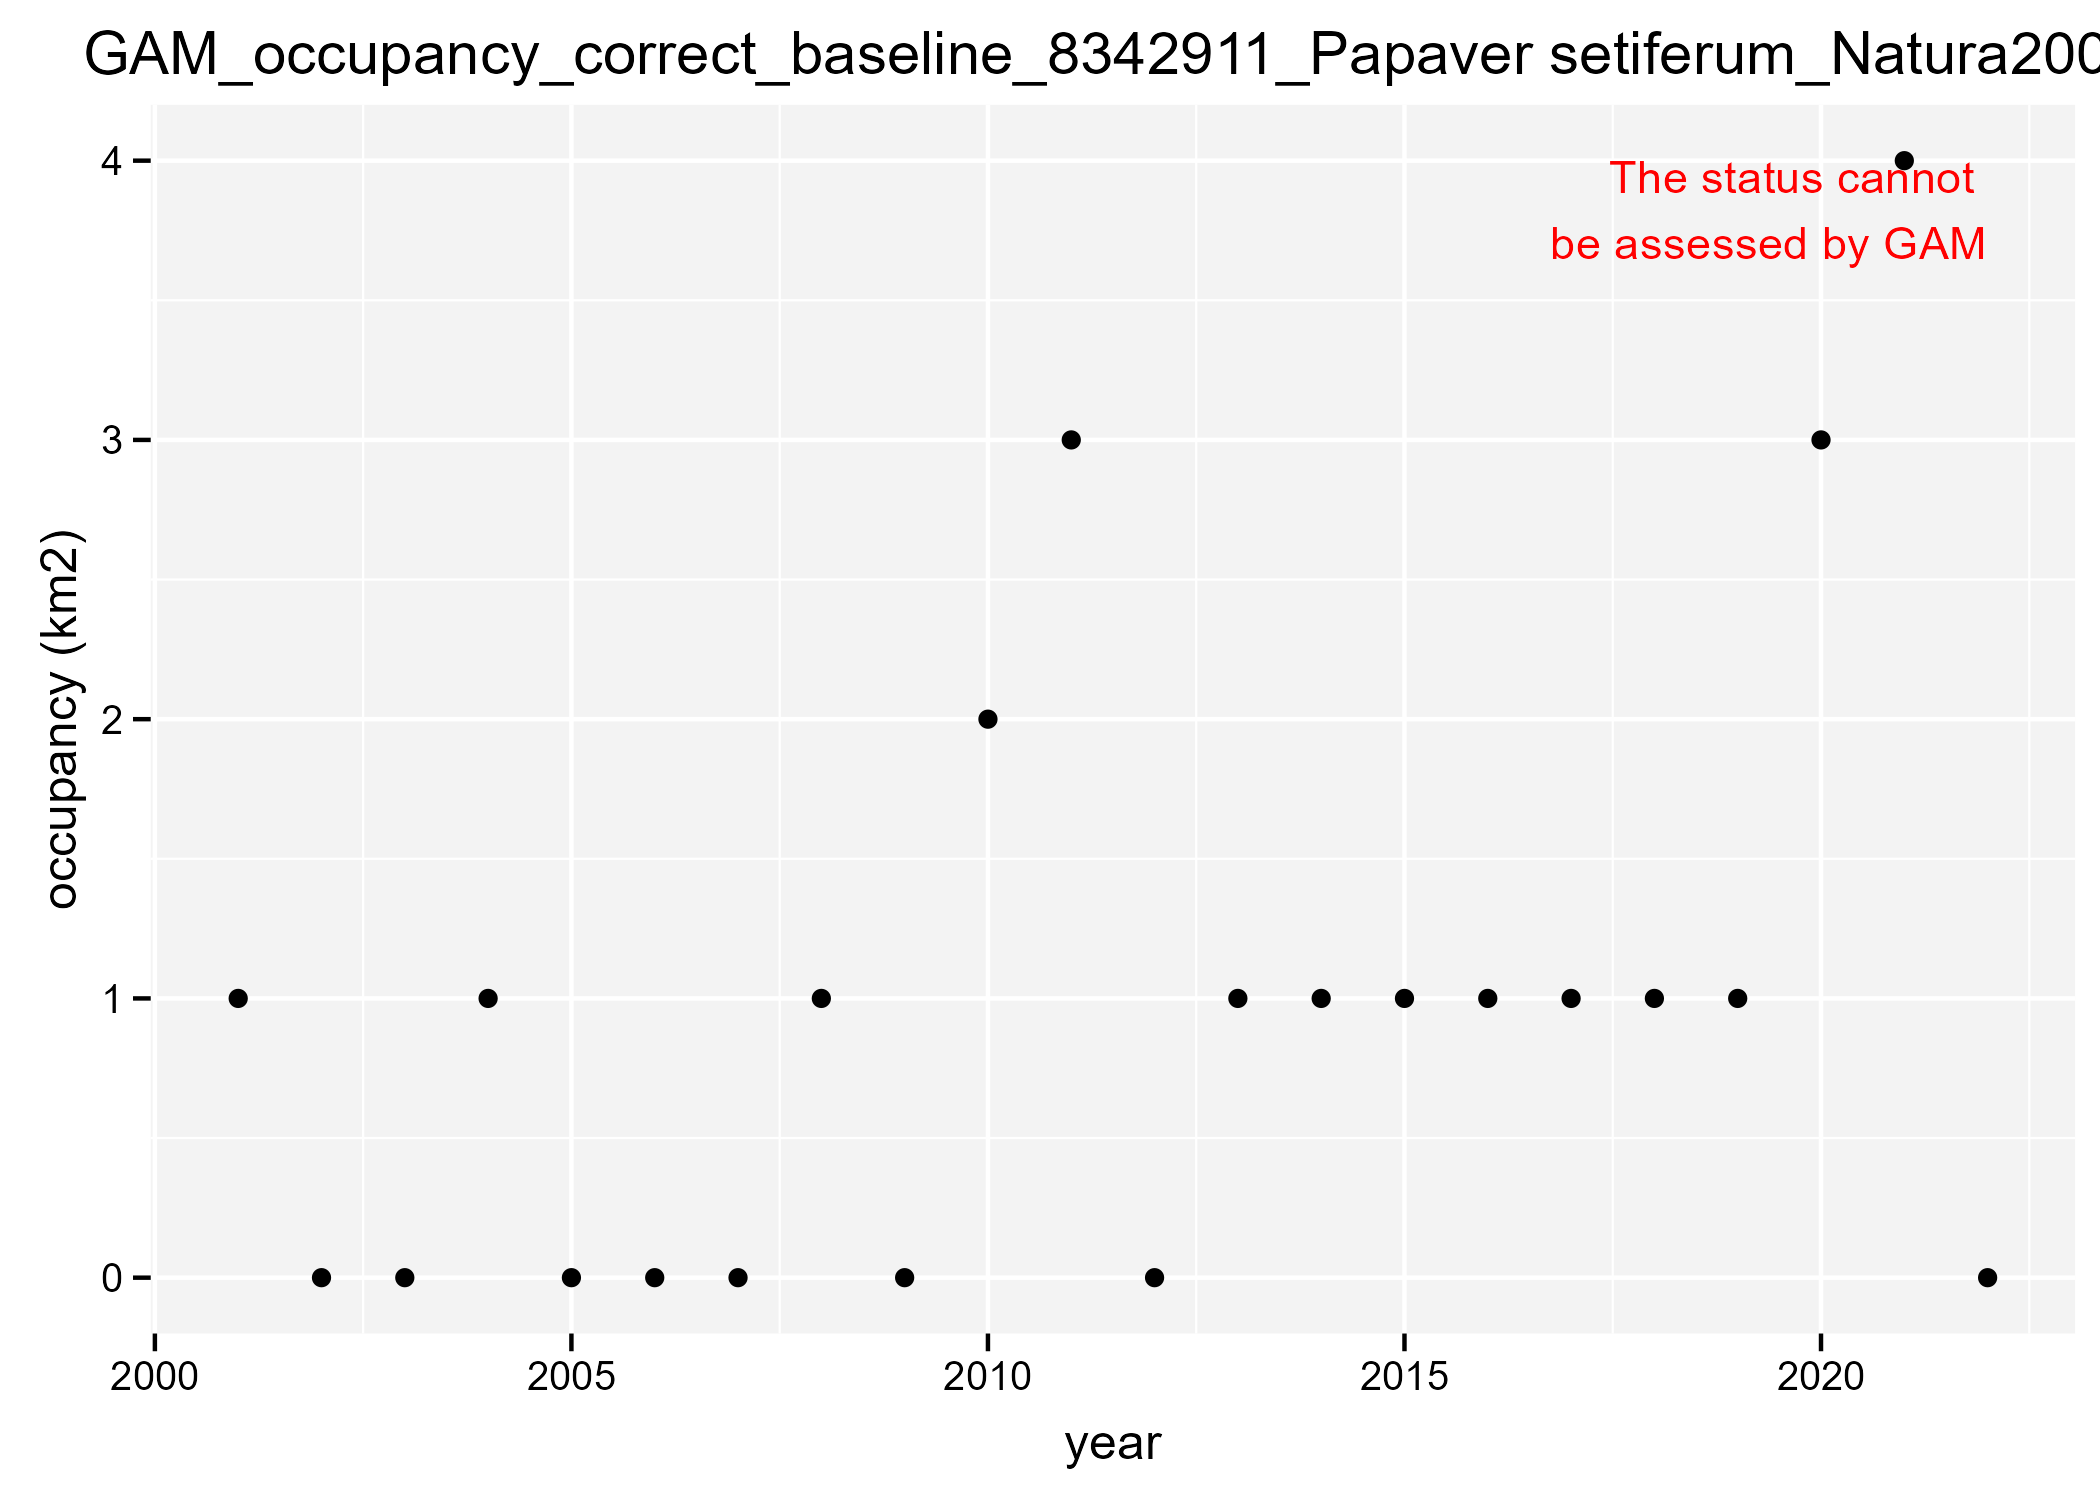 GAM_occupancy_correct_baseline_8342911_Papaver setiferum_Natura200
4
The status cannot
be assessed by GAM
3
2
1
0
occupancy (km2)
2000 2005 2010 2015 2020
year